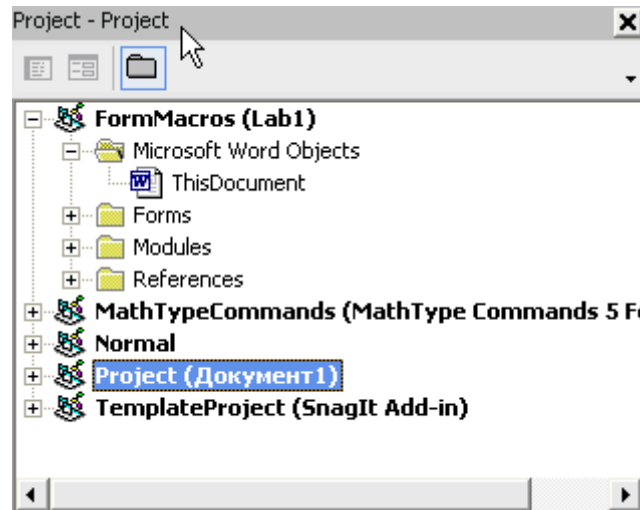 Project - Project
FormMacros (Lab1)
Microsoft Word Objects
ThisDocument
Forms
Modules
References
MathTypeCommands (MathType Commands 5 F
Normal
Project (Документ1)
TemplateProject (SnagIt Add-in)